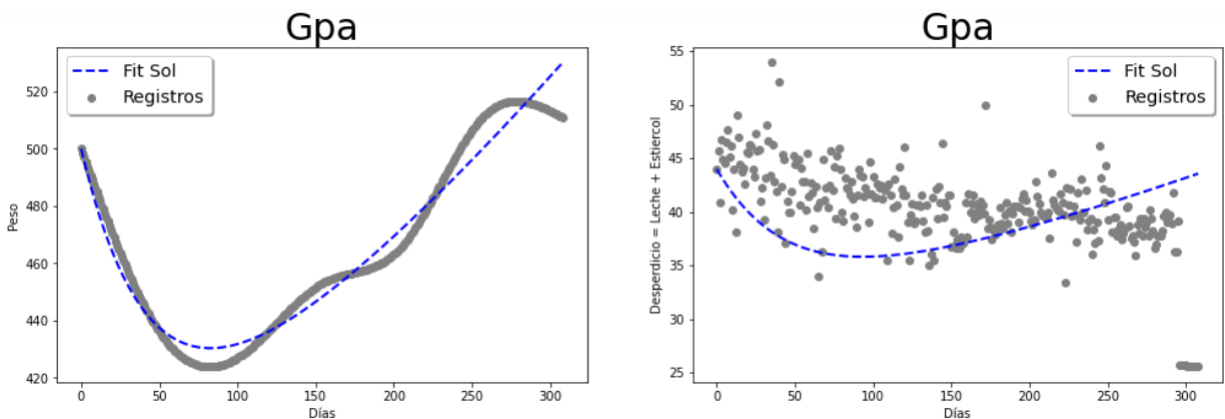 Gpa
Fit Sol
Registros
520
500
480
460
440
420
Peso
0 50 100 150 200 250 300
Días
Gpa
Fit Sol
Registros
55
50
45
40
35
30
25
Desperdicio = Leche + Estiercol
0 50 100 150 200 250 300
Días